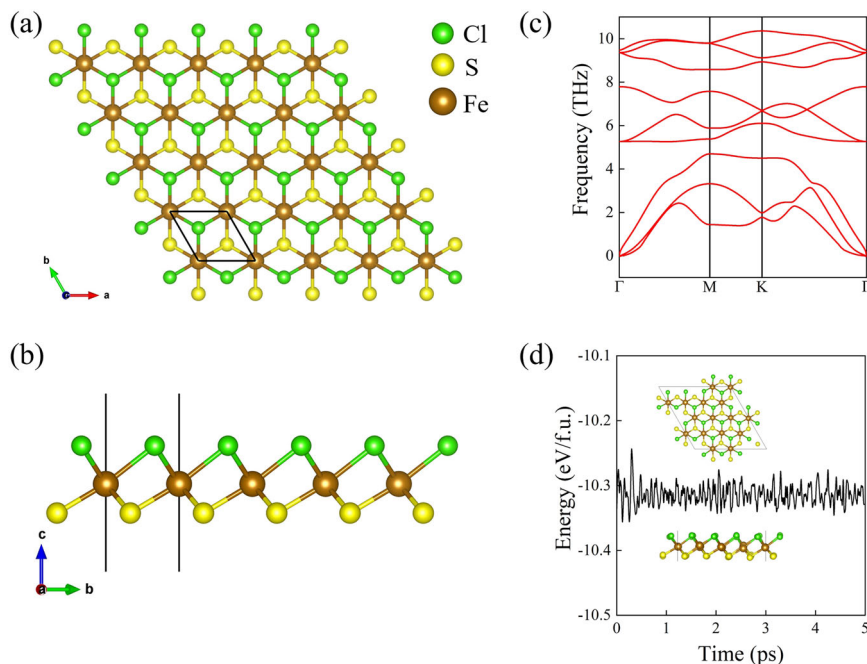 (a)
Cl
S
Fe
b
c
a
(b)
c
a
b
(c)
Frequency (THz)
10
8
6
4
2
0
Γ
M
K
Γ
(d)
Energy (eV/f.u.)
-10.1
-10.2
-10.3
-10.4
-10.5
0
1
2
3
4
5
Time (ps)